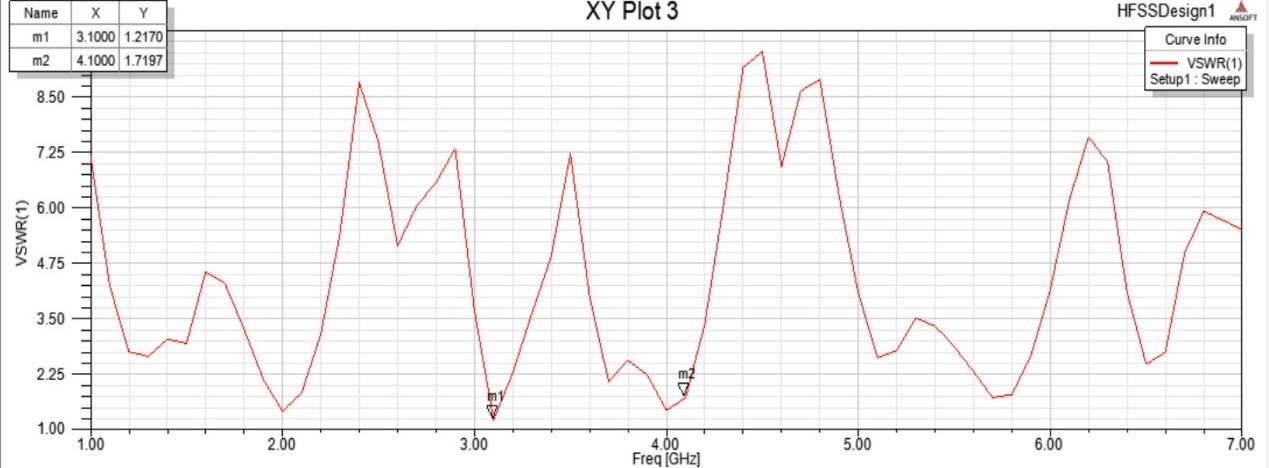 XY Plot 3
HFSSDesign1
ANSOFT
Name X Y
m1 3.1000 1.2170
m2 4.1000 1.7197
Curve Info
VSWR(1)
Setup1 : Sweep
8.50
7.25
6.00
4.75
3.50
2.25
1.00
VSWR(1)
m1
m2
1.00 2.00 3.00 4.00 5.00 6.00 7.00
Freq [GHz]